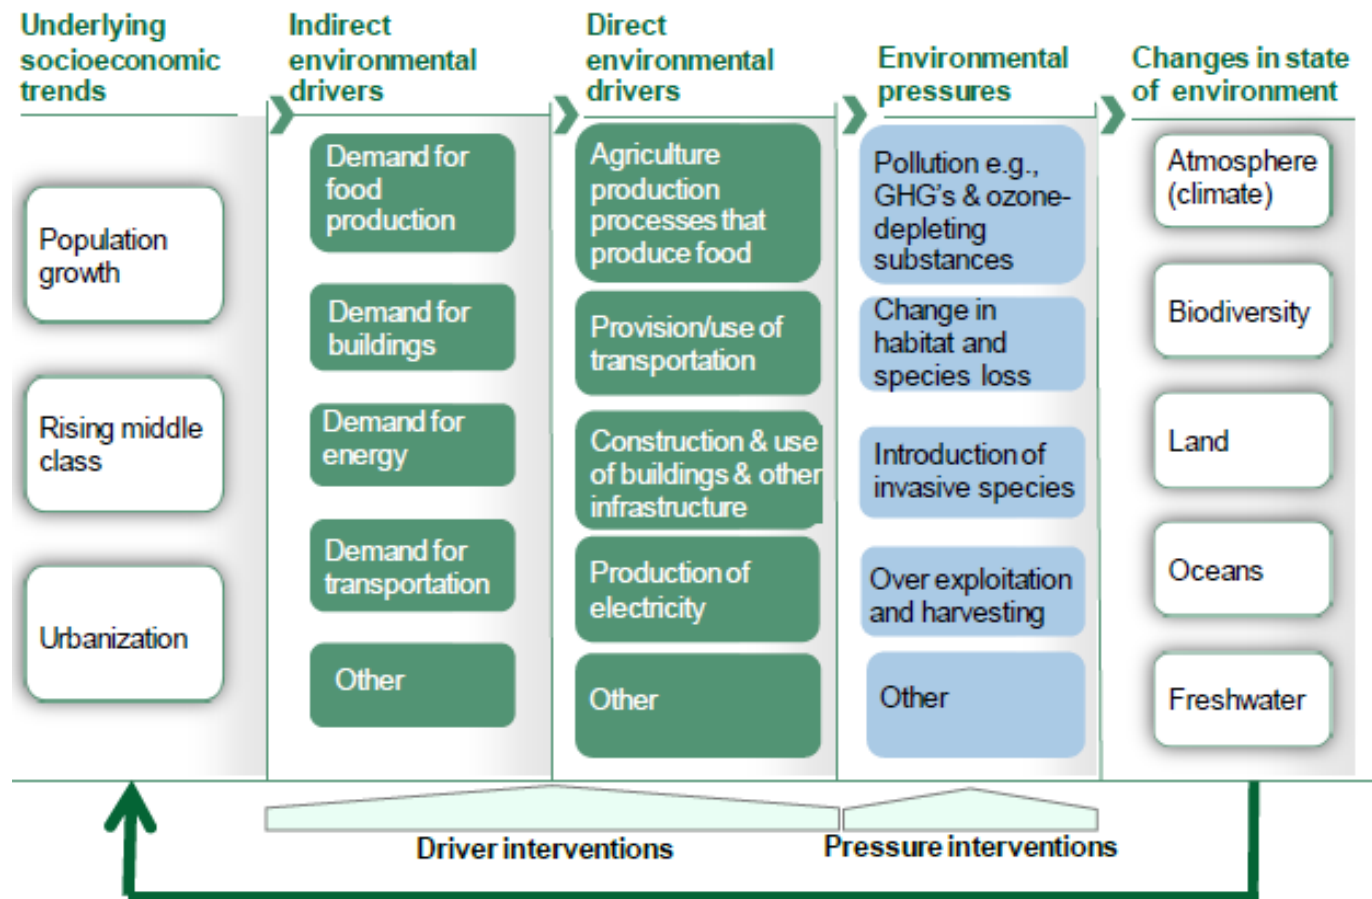 Underlying
socioeconomic
trends
Indirect
environmental
drivers
Direct
environmental
drivers
Environmental
pressures
Changes in state
of environment
Population
growth
Rising middle
class
Urbanization
Demand for
food
production
Demand for
buildings
Demand for
energy
Demand for
transportation
Other
Agriculture
production
processes that
produce food
Provision/use of
transportation
Construction & use
of buildings & other
infrastructure
Production of
electricity
Other
Pollution e.g.,
GHG's & ozone-
depleting
substances
Change in
habitat and
species loss
Introduction of
invasive species
Over exploitation
and harvesting
Other
Atmosphere
(climate)
Biodiversity
Land
Oceans
Freshwater
Driver interventions
Pressure interventions